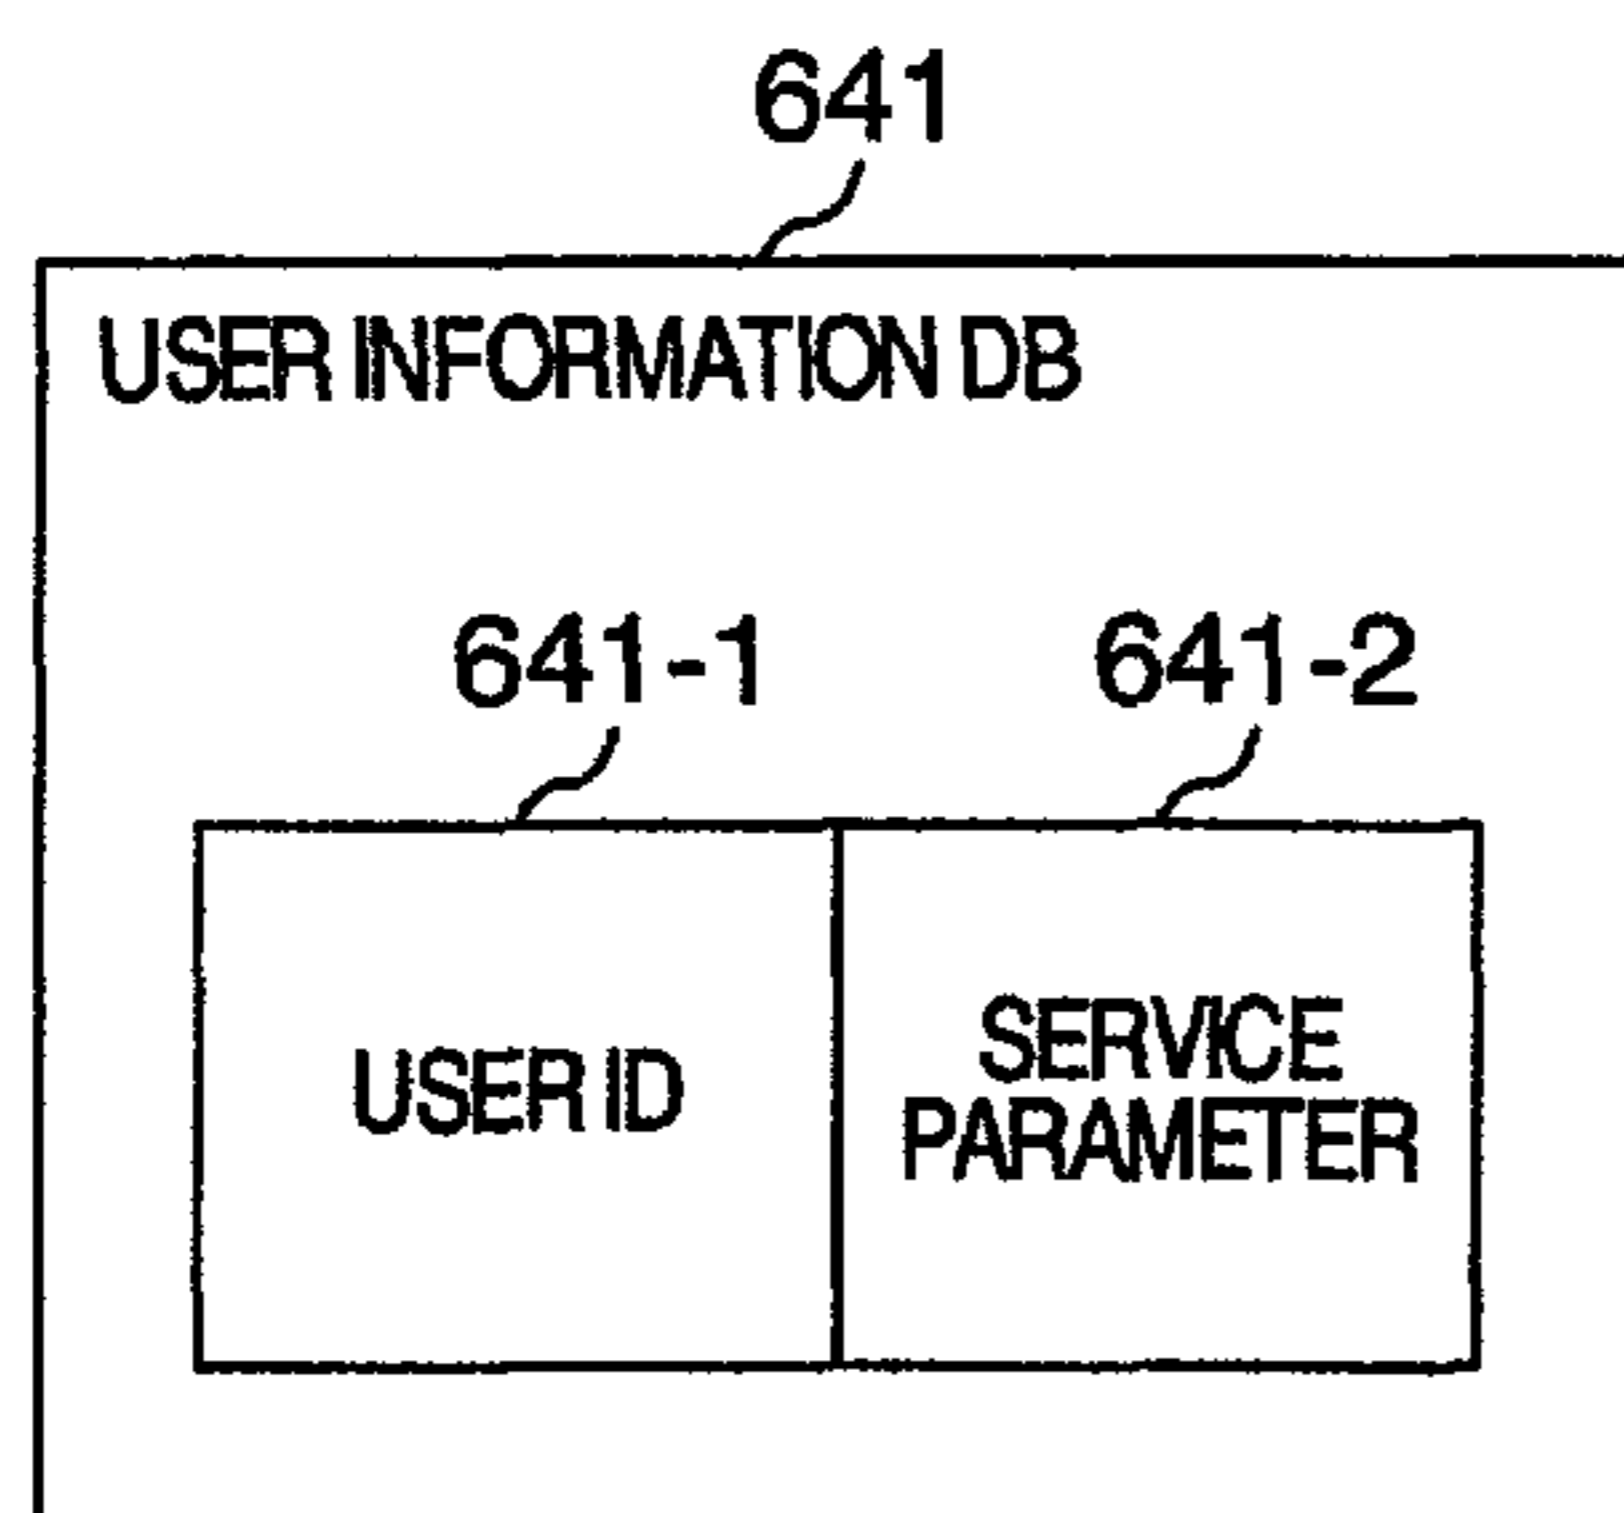 641
USER INFORMATION DB
641-1
641-2
USER ID
SERVICE
PARAMETER